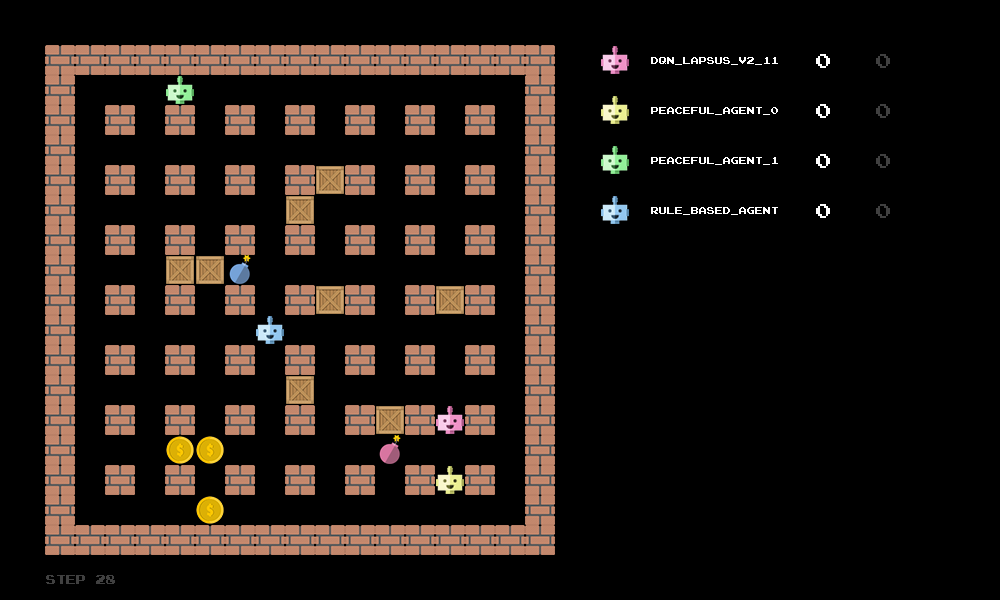 DQN_LAPSUS_V2_11 0 0
PEACEFUL_AGENT_0 0 0
PEACEFUL_AGENT_1 0 0
RULE_BASED_AGENT 0 0
STEP 28